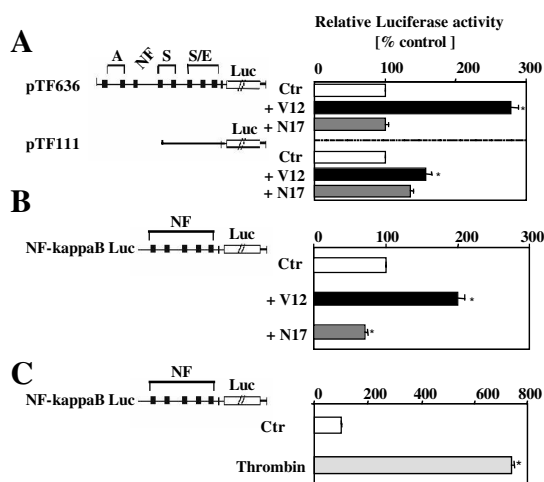 Relative Luciferase activity
[ % control ]
A
A NF S S/E
Luc
pTF636
pTF111
Luc
0 100 200 300
Ctr
+ V12 *
+ N17
Ctr
+ V12 *
+ N17
B
NF
Luc
NF-kappaB Luc
0 100 200 300
Ctr
+ V12 *
+ N17 *
C
NF
Luc
NF-kappaB Luc
0 200 400 600 800
Ctr
Thrombin *